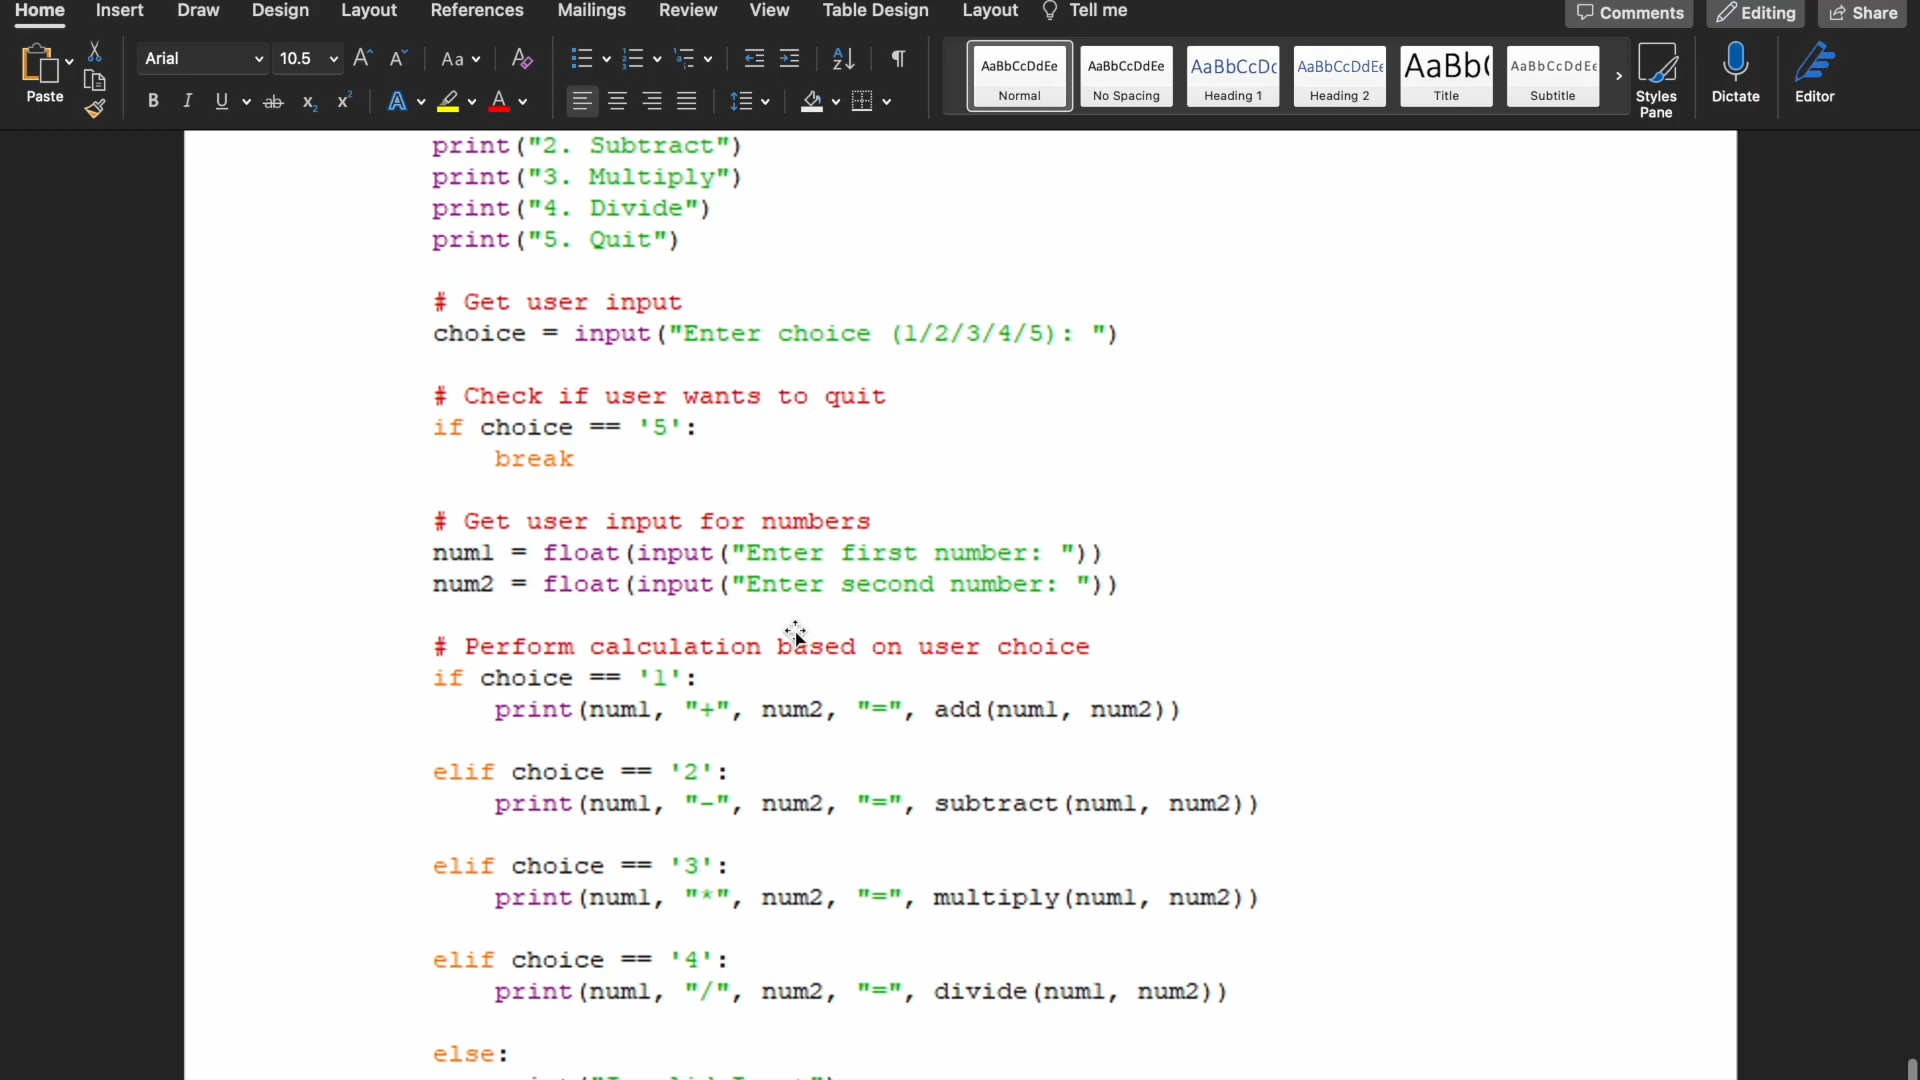 Home Insert Draw Design Layout References Mailings Review View Table Design Layout Tell me Comments Editing Share
Arial 10.5 Aa
Paste
B I U ab x2 x2 A A
AaBbCcDdEe AaBbCcDdEe AaBbCcDc AaBbCcDdEe AaBb( AaBbCcDdEe
Normal No Spacing Heading 1 Heading 2 Title Subtitle
Styles Pane Dictate Editor
print("2. Subtract")
print("3. Multiply")
print("4. Divide")
print("5. Quit")
# Get user input
choice = input("Enter choice (1/2/3/4/5): ")
# Check if user wants to quit
if choice == '5':
break
# Get user input for numbers
num1 = float(input("Enter first number: "))
num2 = float(input("Enter second number: "))
# Perform calculation based on user choice
if choice == '1':
print(num1, "+", num2, "=", add(num1, num2))
elif choice == '2':
print(num1, "-", num2, "=", subtract(num1, num2))
elif choice == '3':
print(num1, "*", num2, "=", multiply(num1, num2))
elif choice == '4':
print(num1, "/", num2, "=", divide(num1, num2))
else: